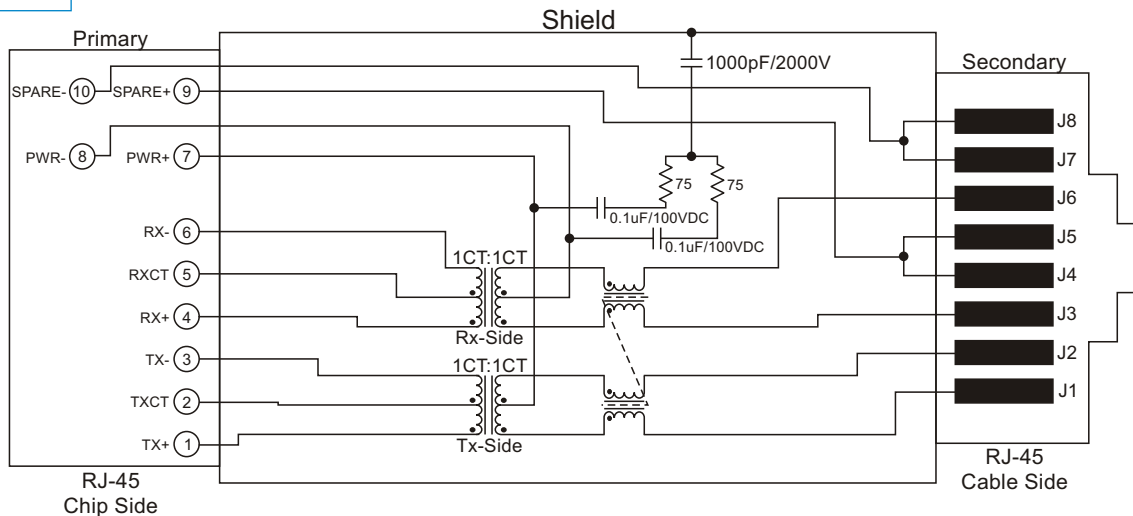 Shield
Primary
Secondary
1000pF/2000V
SPARE- 10 SPARE+ 9
J8
PWR- 8 PWR+ 7
J7
75 75
J6
0.1uF/100VDC
RX- 6
J5
0.1uF/100VDC
1CT:1CT
RXCT 5
J4
RX+ 4
J3
Rx-Side
TX- 3
J2
1CT:1CT
TXCT 2
J1
TX+ 1
Tx-Side
RJ-45
Chip Side
RJ-45
Cable Side